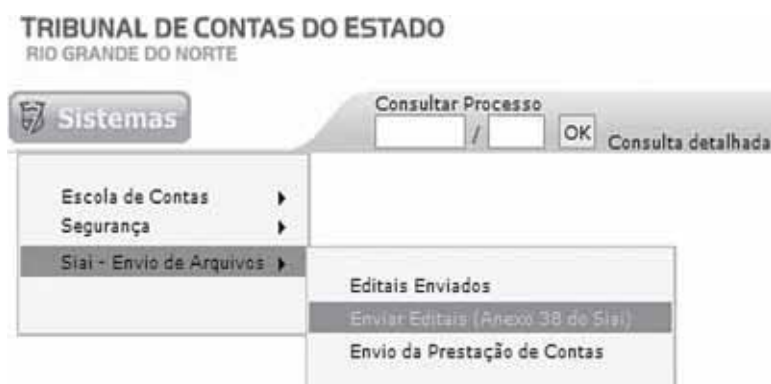 TRIBUNAL DE CONTAS DO ESTADO
RIO GRANDE DO NORTE
Sistemas
Consultar Processo
/ OK Consulta detalhada
Escola de Contas
Segurança
Siai - Envio de Arquivos
Editais Enviados
Enviar Editais (Anexo 38 do Siai)
Envio da Prestação de Contas